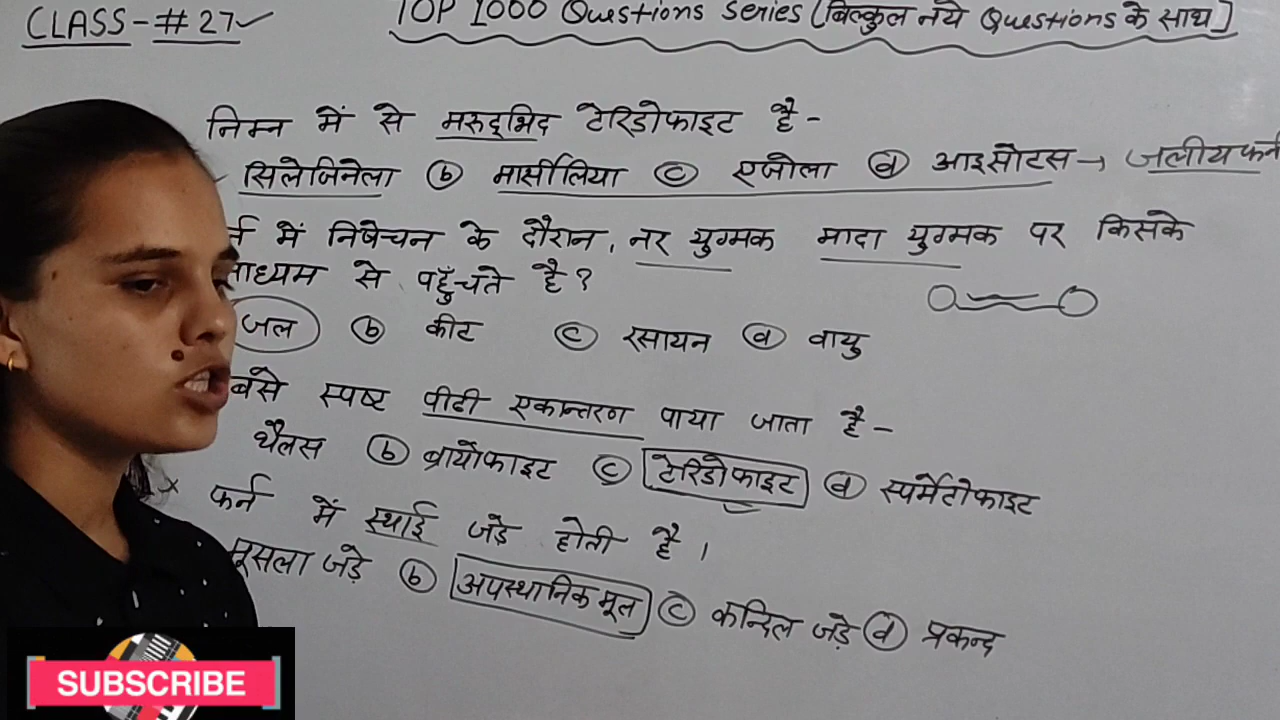 CLASS-#27✓
TOP 1000 Questions Series (बिल्कुल नये Questions के साथ]
निम्न में से मरुद्भिद टेरिडोफाइट है -
सिलेजिनेला (b) मार्सीलिया (c) एजोला (d) आइसोटस → जलीय फर्न
में निषेचन के दौरान, नर युग्मक मादा युग्मक पर किसके
माध्यम से पहुँचते है?
जल (b) कीट (c) रसायन (d) वायु
बसे स्पष्ट पीढी एकान्तरण पाया जाता है -
थैलस (b) ब्रायोफाइट (c) टेरिडोफाइट (d) स्पर्मेटोफाइट
फर्न में स्थाई जड़े होती है।
मूसला जड़े (b) अपस्थानिक मूल (c) कन्दिल जड़े (d) प्रकन्द
SUBSCRIBE